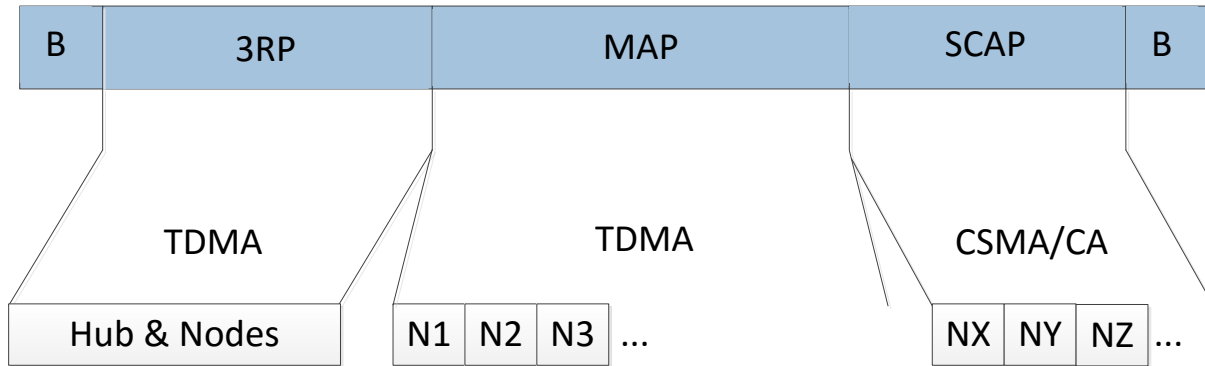 B 3RP MAP SCAP B
TDMA TDMA CSMA/CA
Hub & Nodes N1 N2 N3 ... NX NY NZ ...